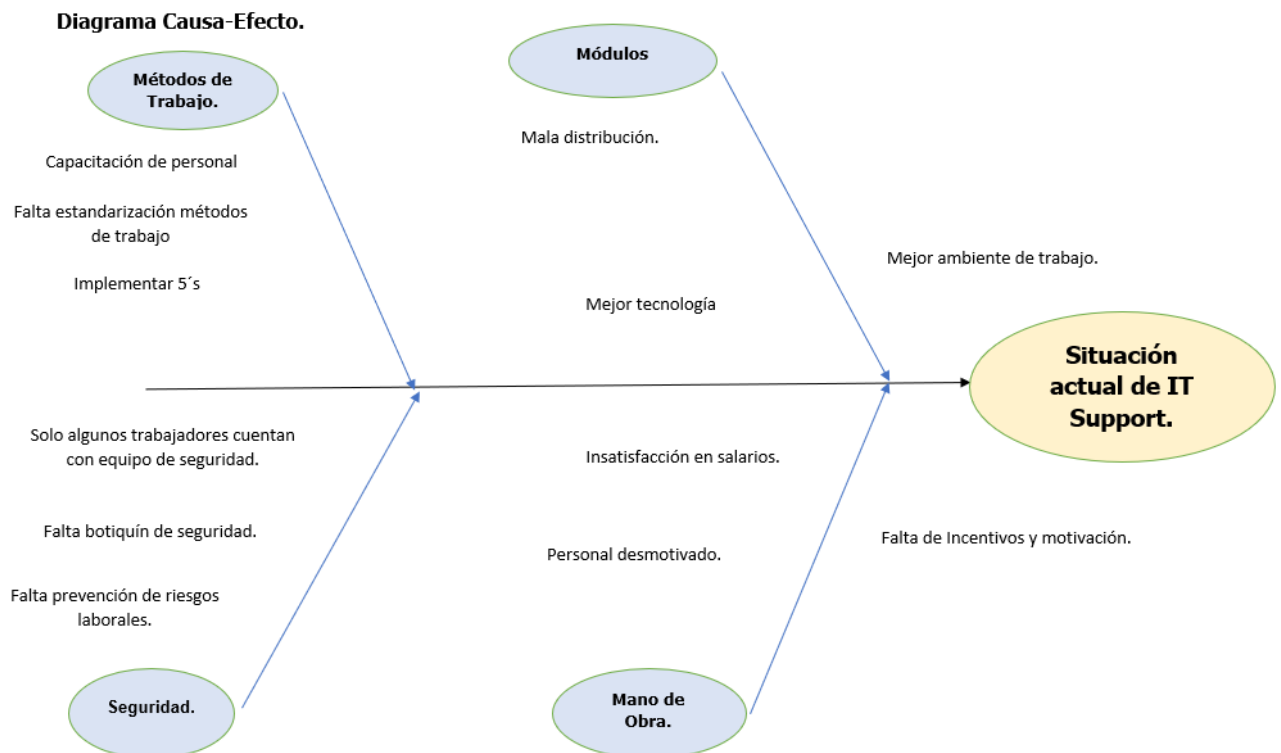 Diagrama Causa-Efecto.
Métodos de
Trabajo.
Módulos
Capacitación de personal
Falta estandarización métodos
de trabajo
Implementar 5´s
Mala distribución.
Mejor tecnología
Mejor ambiente de trabajo.
Situación
actual de IT
Support.
Solo algunos trabajadores cuentan
con equipo de seguridad.
Falta botiquín de seguridad.
Falta prevención de riesgos
laborales.
Insatisfacción en salarios.
Personal desmotivado.
Falta de Incentivos y motivación.
Seguridad.
Mano de
Obra.